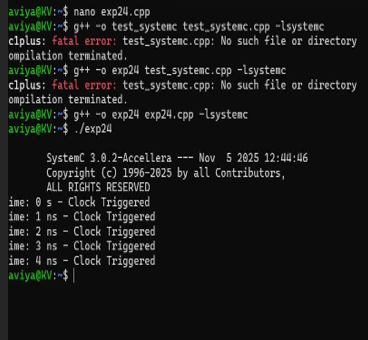 aviya@KV:~$ nano exp24.cpp
aviya@KV:~$ g++ -o test_systemc test_systemc.cpp -lsystemc
c1plus: fatal error: test_systemc.cpp: No such file or directory
ompilation terminated.
aviya@KV:~$ g++ -o exp24 test_systemc.cpp -lsystemc
c1plus: fatal error: test_systemc.cpp: No such file or directory
ompilation terminated.
aviya@KV:~$ g++ -o exp24 exp24.cpp -lsystemc
aviya@KV:~$ ./exp24
SystemC 3.0.2-Accellera --- Nov  5 2025 12:44:46
Copyright (c) 1996-2025 by all Contributors,
ALL RIGHTS RESERVED
ime: 0 s - Clock Triggered
ime: 1 ns - Clock Triggered
ime: 2 ns - Clock Triggered
ime: 3 ns - Clock Triggered
ime: 4 ns - Clock Triggered
aviya@KV:~$